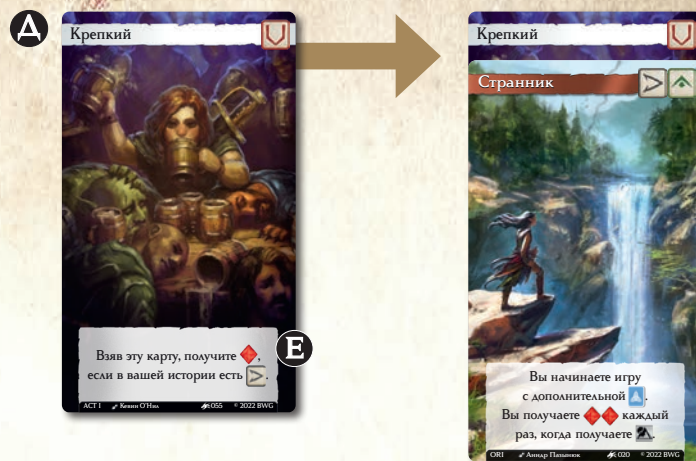 Д
Крепкий
Взяв эту карту, получите
если в вашей истории есть
Е
ACT I Кевин О'Нил 055 © 2022 BWG
Крепкий
Странник
Вы начинаете игру
с дополнительной
Вы получаете каждый
раз, когда получаете
ORI Аиндр Пазынюк 020 © 2022 BWG